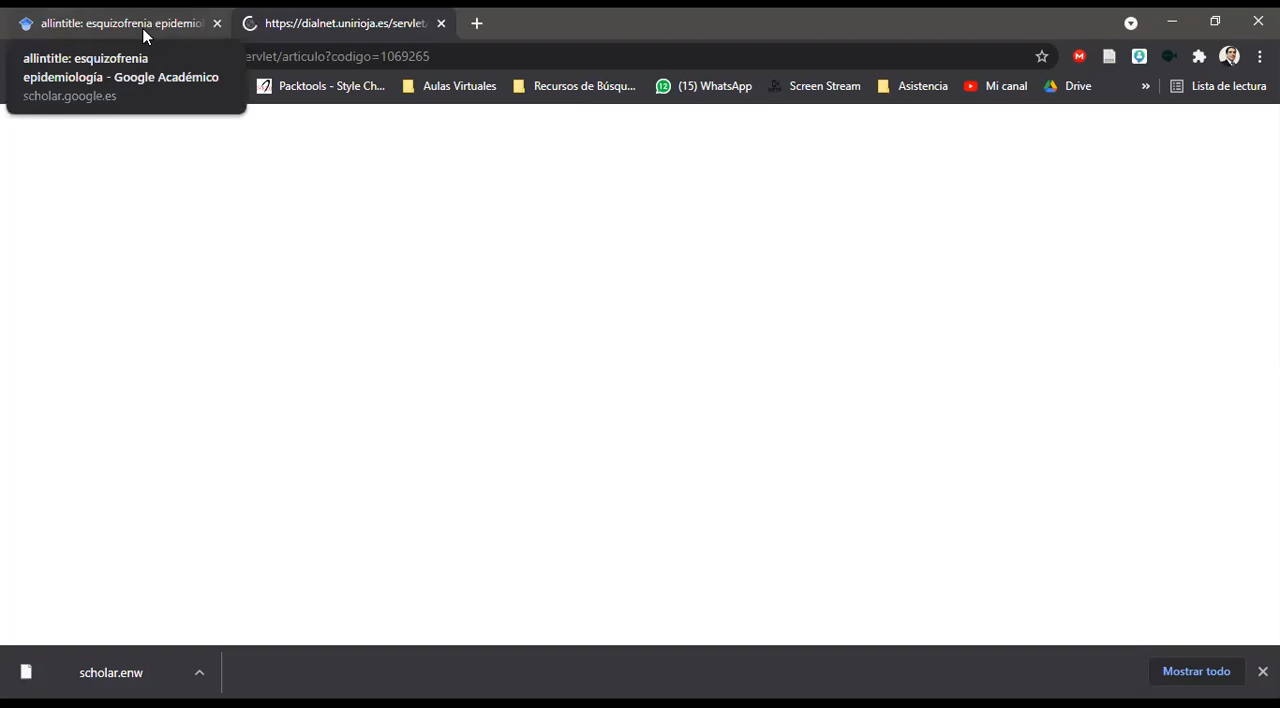 allintitle: esquizofrenia epidemiol
https://dialnet.unirioja.es/servlet/
allintitle: esquizofrenia
epidemiología - Google Académico
scholar.google.es
ervlet/articulo?codigo=1069265
Packtools - Style Ch...
Aulas Virtuales
Recursos de Búsqu...
12
(15) WhatsApp
Screen Stream
Asistencia
Mi canal
Drive
»
Lista de lectura
scholar.enw
Mostrar todo